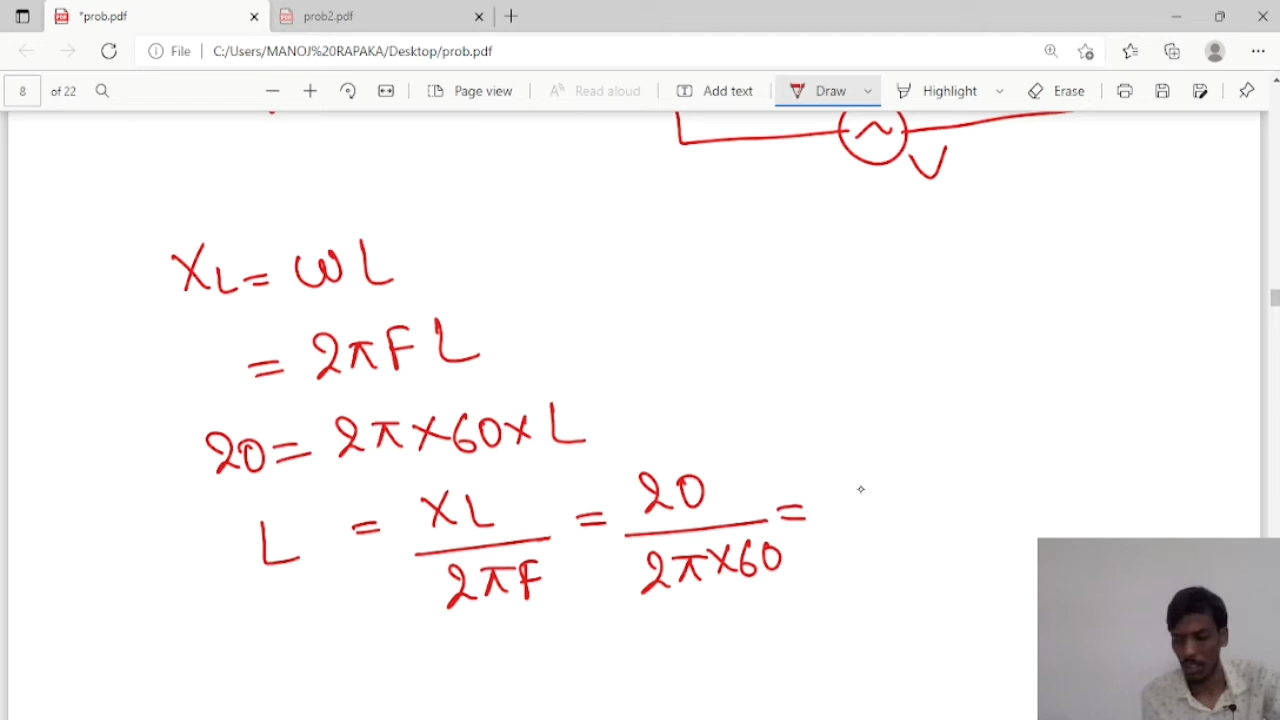 *prob.pdf
prob2.pdf
File | C:/Users/MANOJ%20RAPAKA/Desktop/prob.pdf
8 of 22 Page view Read aloud Add text Draw Highlight Erase
V
XL = ωL
= 2πFL
20 = 2π×60×L
L = XL/2πF = 20/2π×60 =